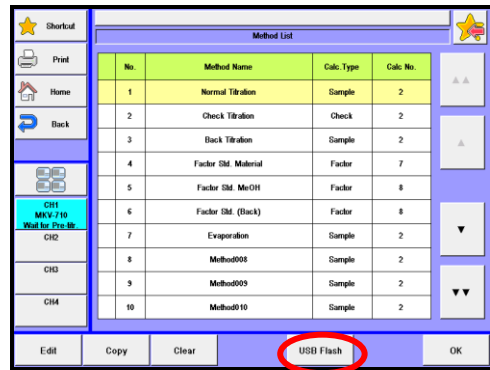 Shortcut
Print
Home
Back
CH1
MKV-710
Wait for Pre-titr.
CH2
CH3
CH4
Method List
No. Method Name Calc.Type Calc No.
1 Normal Titration Sample 2
2 Check Titration Check 2
3 Back Titration Sample 2
4 Factor Std. Material Factor 7
5 Factor Std. MeOH Factor 8
6 Factor Std. (Back) Factor 8
7 Evaporation Sample 2
8 Method008 Sample 2
9 Method009 Sample 2
10 Method010 Sample 2
Edit Copy Clear USB Flash OK